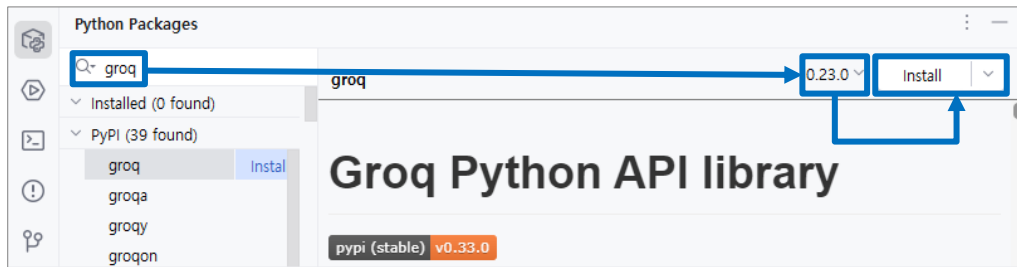 Python Packages
groq
Installed (0 found)
PyPI (39 found)
groq Instal
groqa
groqy
groqon
groq 0.23.0 Install
Groq Python API library
pypi (stable) v0.33.0